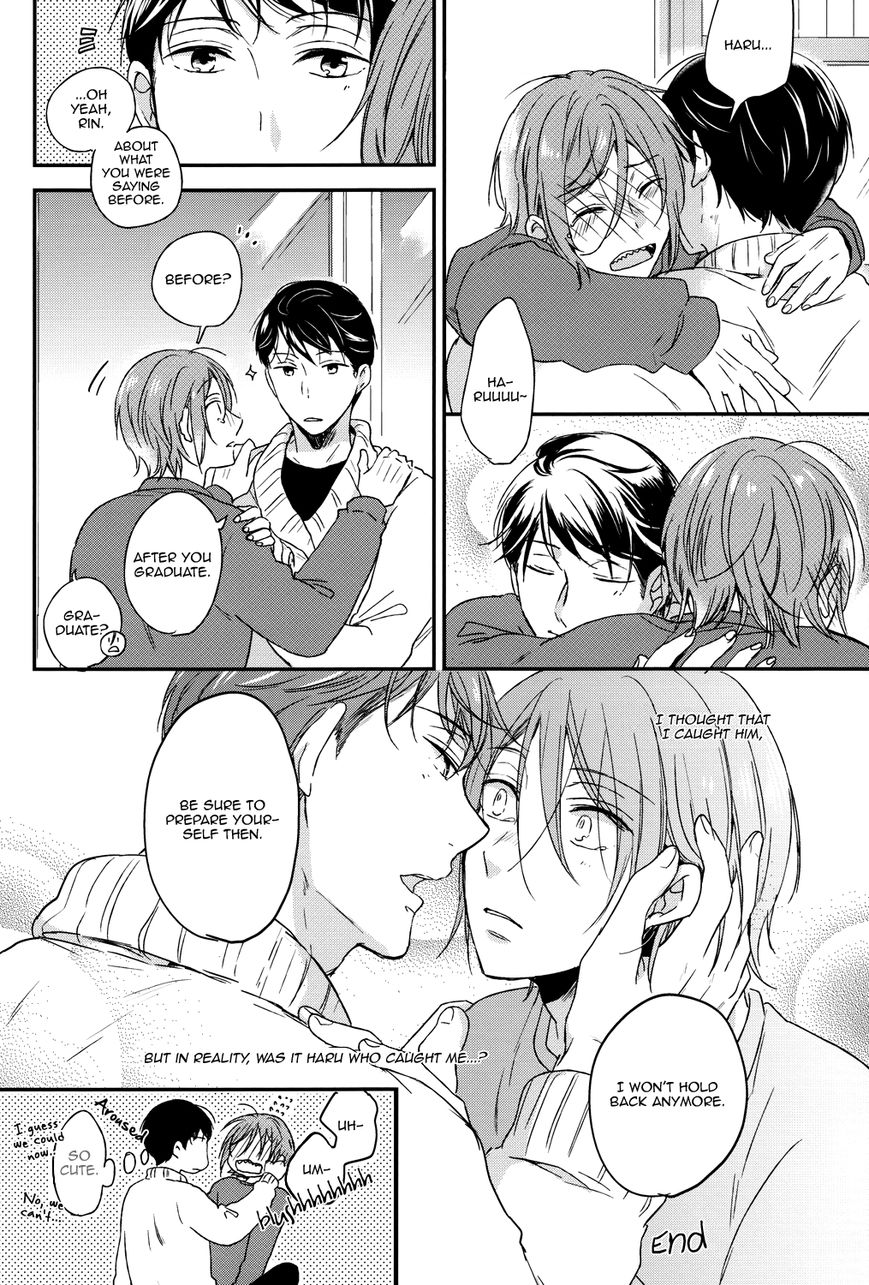 HARU...
HA-
RUUUU~
...OH
YEAH,
RIN.
ABOUT
WHAT
YOU WERE
SAYING
BEFORE.
BEFORE?
AFTER YOU
GRADUATE.
GRA-
DUATE?
I THOUGHT THAT
I CAUGHT HIM,
BE SURE TO
PREPARE YOUR-
SELF THEN.
BUT IN REALITY, WAS IT HARU WHO CAUGHT ME...?
I WON'T HOLD
BACK ANYMORE.
UH-
UM-
blushhhhhhhhh
Aroused
SO
CUTE.
I guess
we could
now!
No, we
can't...
End